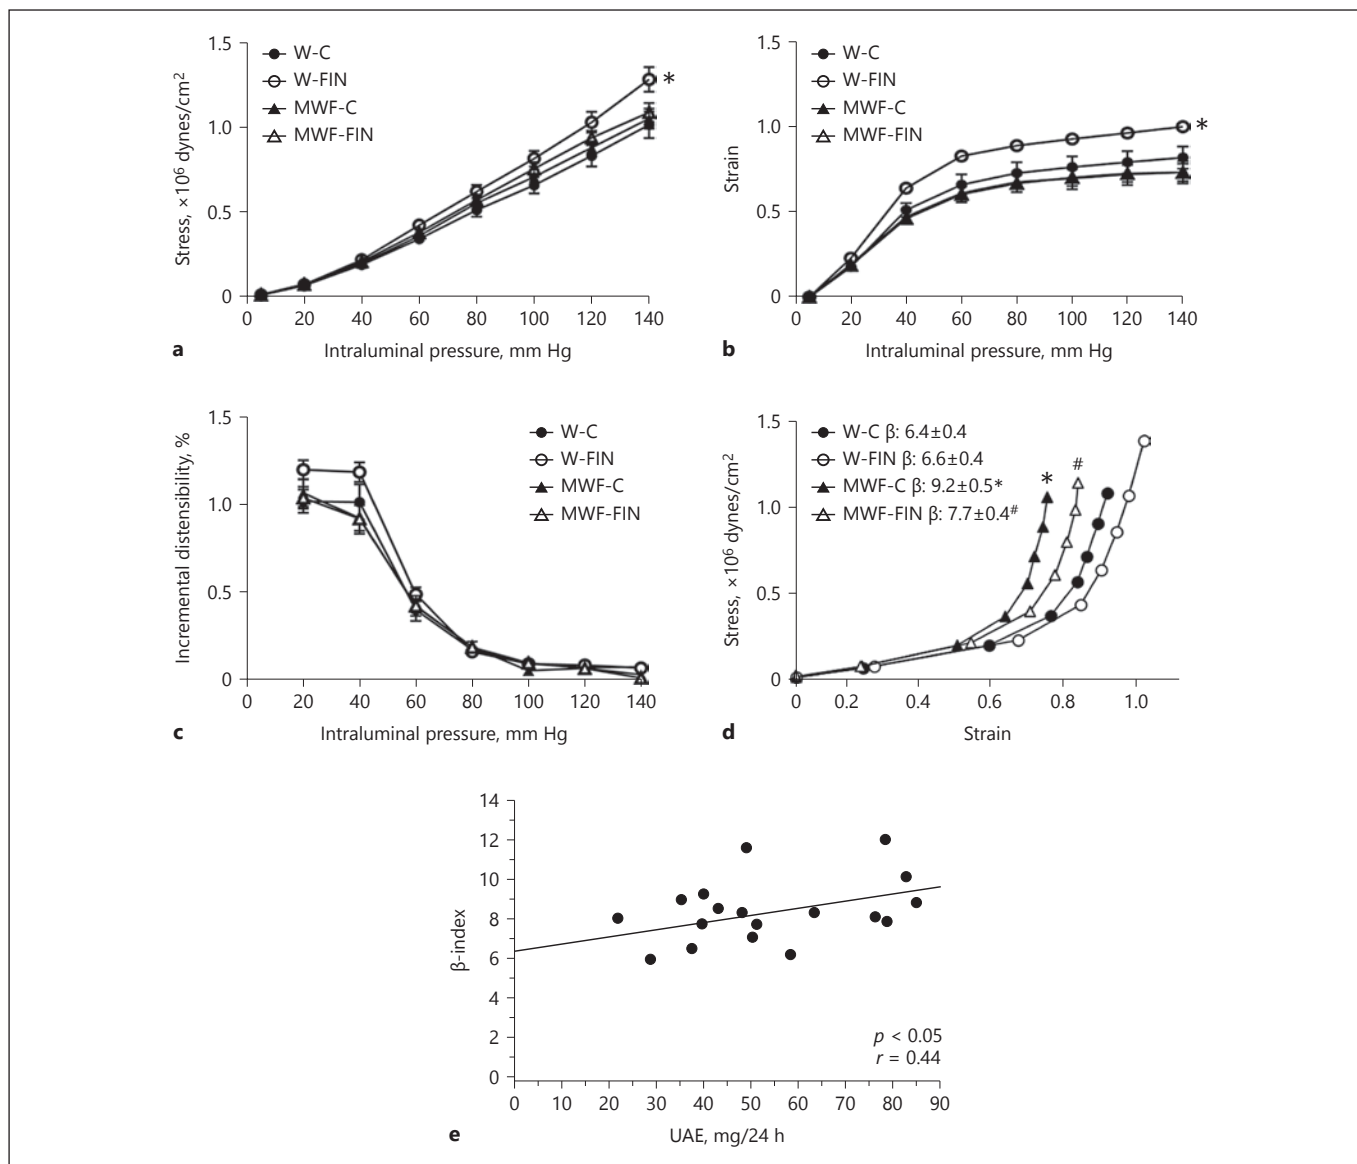 1.5
1.0
0.5
0
Stress, ×10⁶ dynes/cm²
W-C
W-FIN
MWF-C
MWF-FIN
*
0 20 40 60 80 100 120 140
Intraluminal pressure, mm Hg
a
1.5
1.0
0.5
0
Strain
W-C
W-FIN
MWF-C
MWF-FIN
*
0 20 40 60 80 100 120 140
Intraluminal pressure, mm Hg
b
1.5
1.0
0.5
0
Incremental distensibility, %
W-C
W-FIN
MWF-C
MWF-FIN
0 20 40 60 80 100 120 140
Intraluminal pressure, mm Hg
c
1.5
1.0
0.5
0
Stress, ×10⁶ dynes/cm²
W-C β: 6.4±0.4
W-FIN β: 6.6±0.4
MWF-C β: 9.2±0.5*
MWF-FIN β: 7.7±0.4#
*
#
0 0.2 0.4 0.6 0.8 1.0
Strain
d
14
12
10
8
6
4
2
0
β-index
p < 0.05
r = 0.44
0 10 20 30 40 50 60 70 80 90
UAE, mg/24 h
e